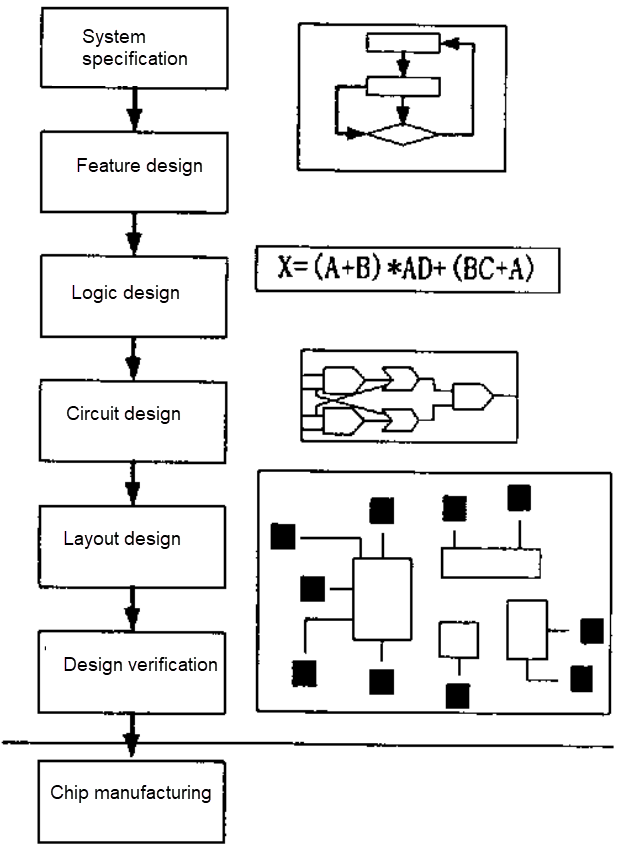 System
specification
Feature design
Logic design
X=(A+B)*AD+(BC+A)
Circuit design
Layout design
Design verification
Chip manufacturing